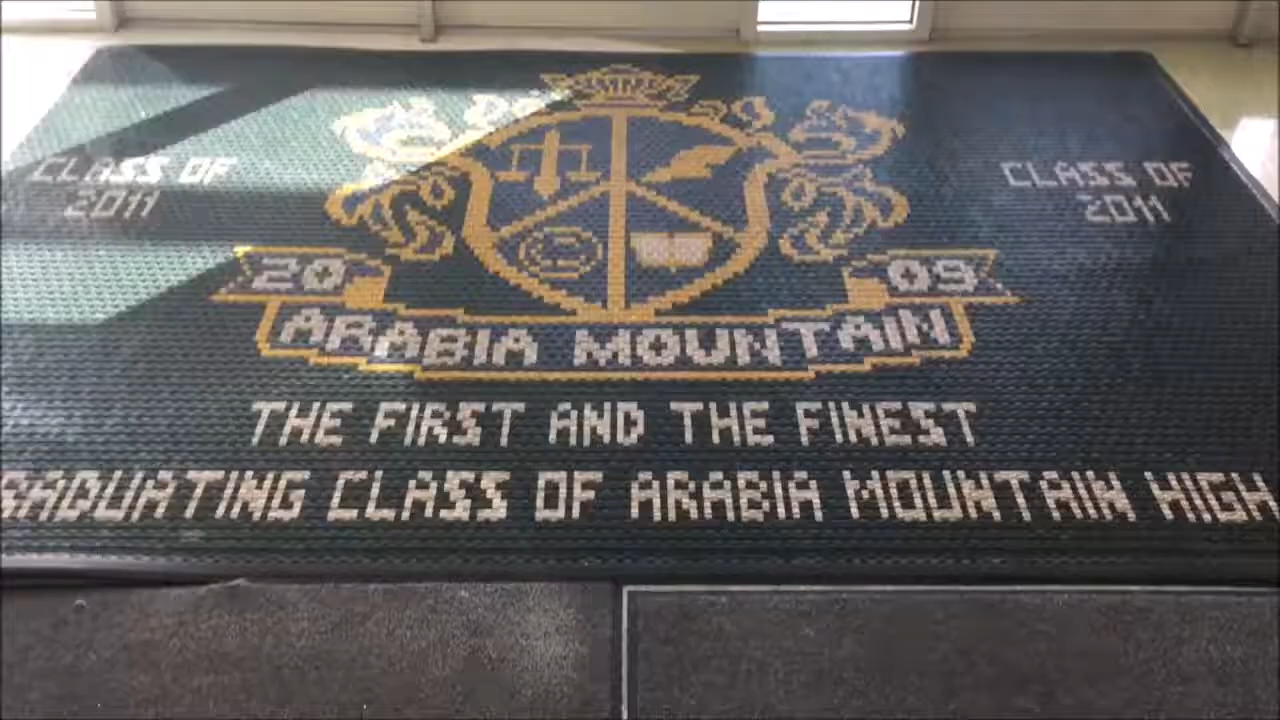 CLASS OF
2011
CLASS OF
2011
20
09
ARABIA MOUNTAIN
THE FIRST AND THE FINEST
GRADUATING CLASS OF ARABIA MOUNTAIN HIGH